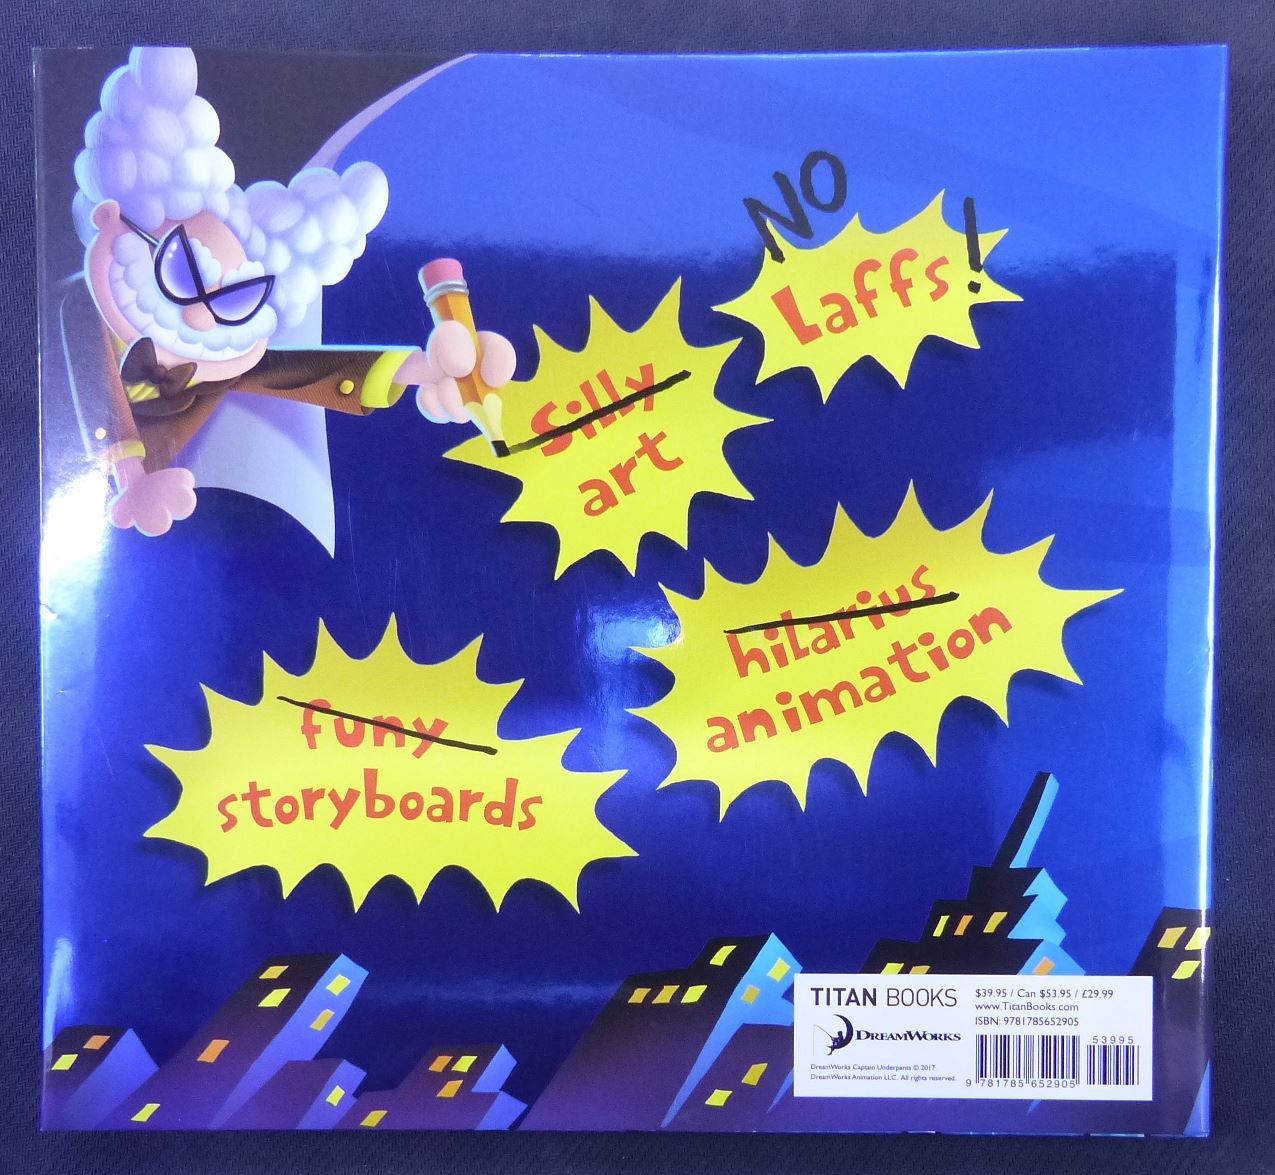 NO
Laffs!
Silly
art
hilarius
animation
funy
storyboards
TITAN BOOKS
$39.95 / Can $53.95 / £29.99
www.TitanBooks.com
ISBN: 9781785652905
DREAMWORKS
53995
DreamWorks Captain Underpants © 2017
DreamWorks Animation LLC. All rights reserved.
9 781785 652905